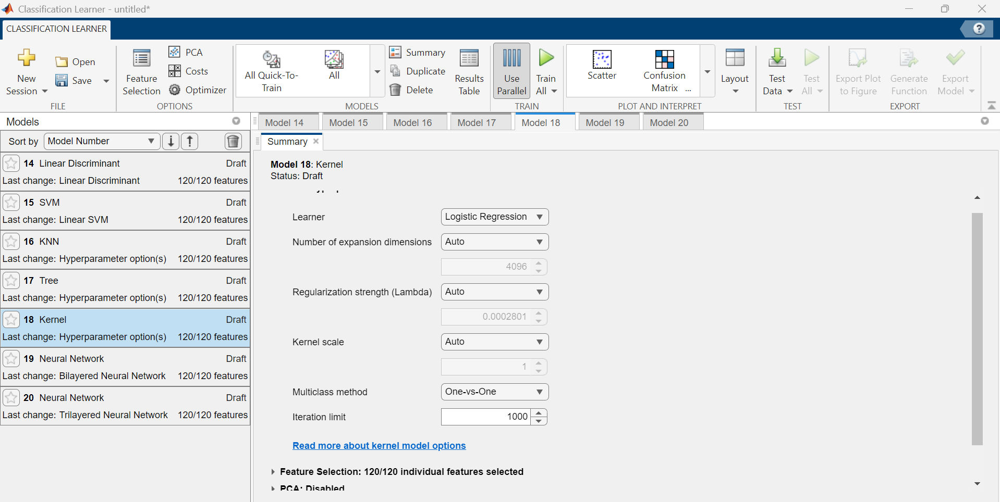 Classification Learner - untitled*
CLASSIFICATION LEARNER
?
New Session
Open
Save
FILE
Feature Selection
PCA
Costs
Optimizer
OPTIONS
All Quick-To-Train
All
Summary
Duplicate
Delete
MODELS
Results Table
Use Parallel
Train All
TRAIN
Scatter
Confusion Matrix ...
PLOT AND INTERPRET
Layout
Test Data
Test All
TEST
Export Plot to Figure
Generate Function
Export Model
EXPORT
Models
Sort by Model Number
14 Linear Discriminant Draft
Last change: Linear Discriminant 120/120 features
15 SVM Draft
Last change: Linear SVM 120/120 features
16 KNN Draft
Last change: Hyperparameter option(s) 120/120 features
17 Tree Draft
Last change: Hyperparameter option(s) 120/120 features
18 Kernel Draft
Last change: Hyperparameter option(s) 120/120 features
19 Neural Network Draft
Last change: Bilayered Neural Network 120/120 features
20 Neural Network Draft
Last change: Trilayered Neural Network 120/120 features
Model 14 Model 15 Model 16 Model 17 Model 18 Model 19 Model 20
Summary
Model 18: Kernel
Status: Draft
Learner Logistic Regression
Number of expansion dimensions Auto
4096
Regularization strength (Lambda) Auto
0.0002801
Kernel scale Auto
1
Multiclass method One-vs-One
Iteration limit 1000
Read more about kernel model options
Feature Selection: 120/120 individual features selected
PCA: Disabled